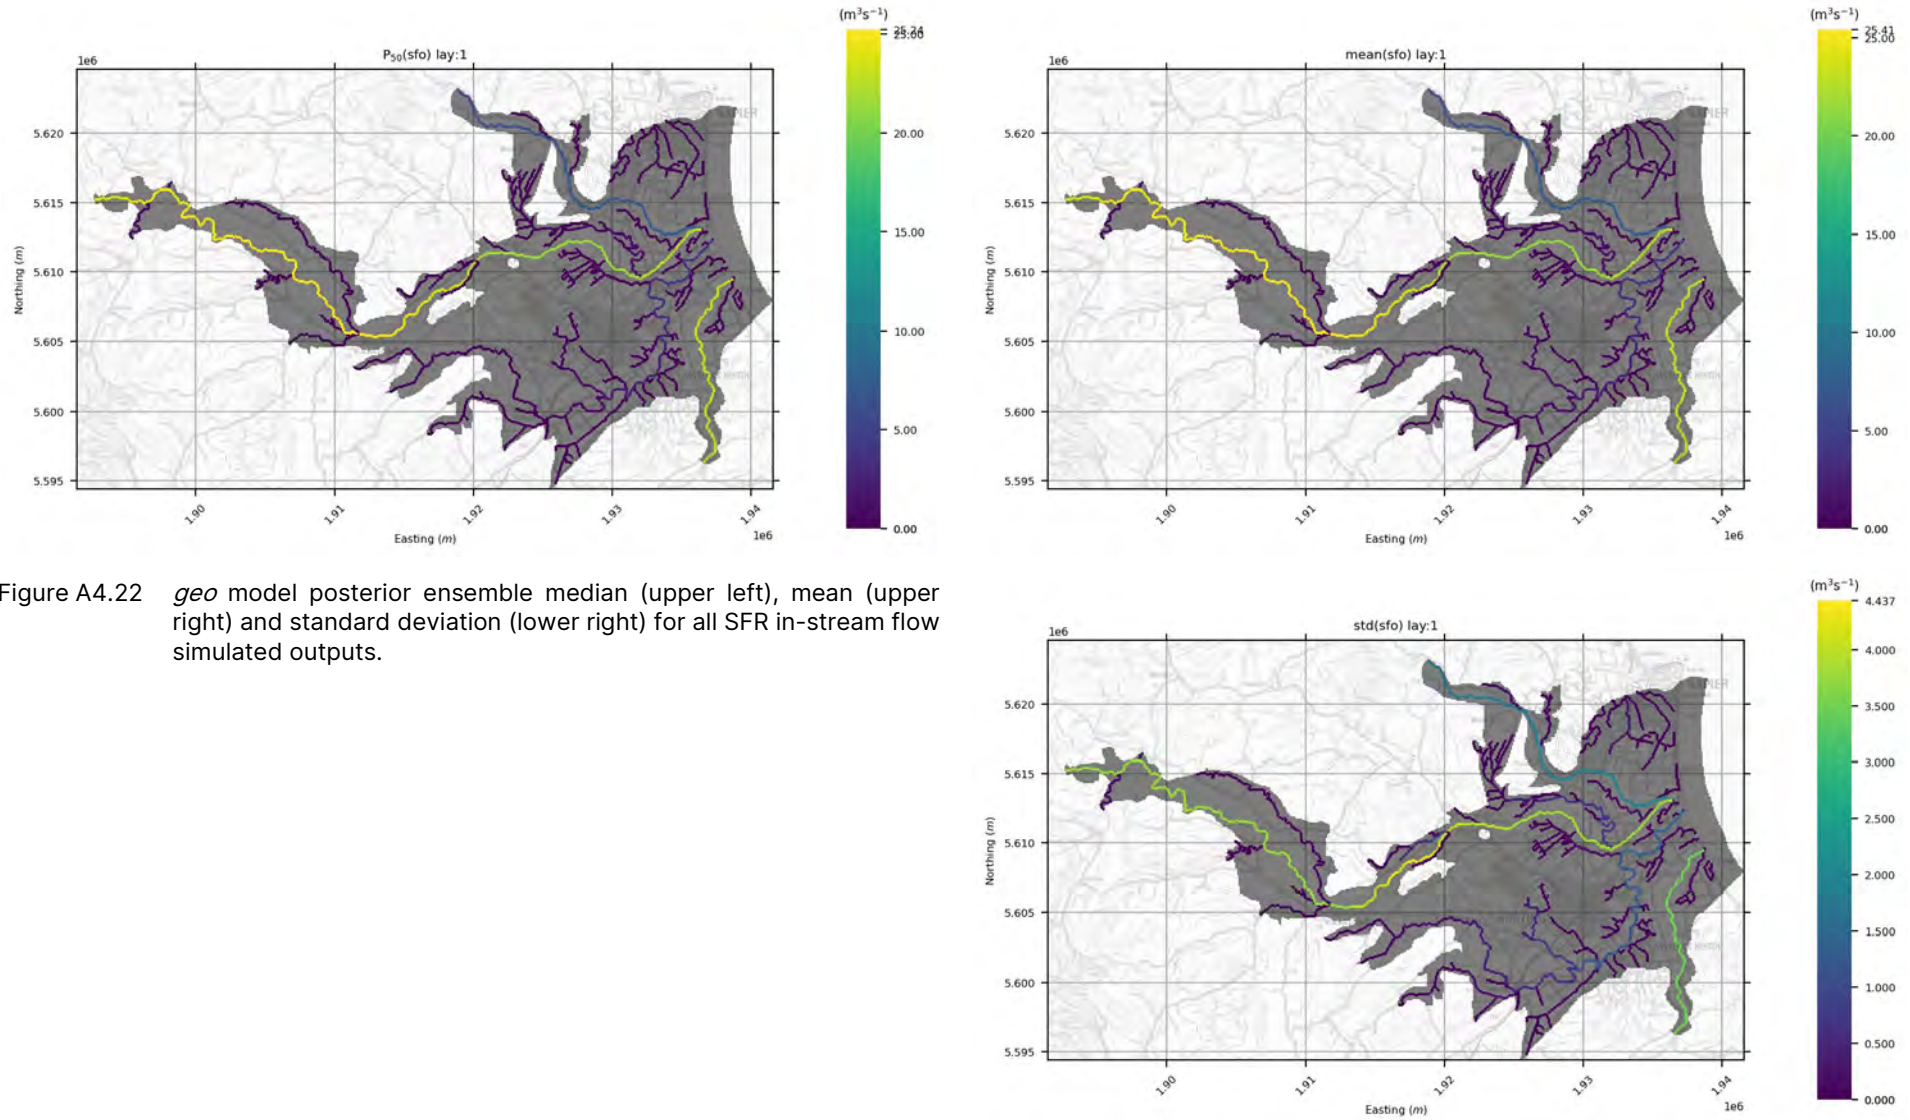 (m³s⁻¹)
P₅₀(sfo) lay:1
1e6
25.24
25.00
20.00
15.00
10.00
5.00
0.00
5.620
5.615
5.610
5.605
5.600
5.595
Northing (m)
1.90
1.91
1.92
1.93
1.94
1e6
Easting (m)
(m³s⁻¹)
mean(sfo) lay:1
1e6
25.41
25.00
20.00
15.00
10.00
5.00
0.00
5.620
5.615
5.610
5.605
5.600
5.595
Northing (m)
1.90
1.91
1.92
1.93
1.94
1e6
Easting (m)
Figure A4.22 geo model posterior ensemble median (upper left), mean (upper
right) and standard deviation (lower right) for all SFR in-stream flow
simulated outputs.
(m³s⁻¹)
std(sfo) lay:1
1e6
4.437
4.000
3.500
3.000
2.500
2.000
1.500
1.000
0.500
0.000
5.620
5.615
5.610
5.605
5.600
5.595
Northing (m)
1.90
1.91
1.92
1.93
1.94
1e6
Easting (m)